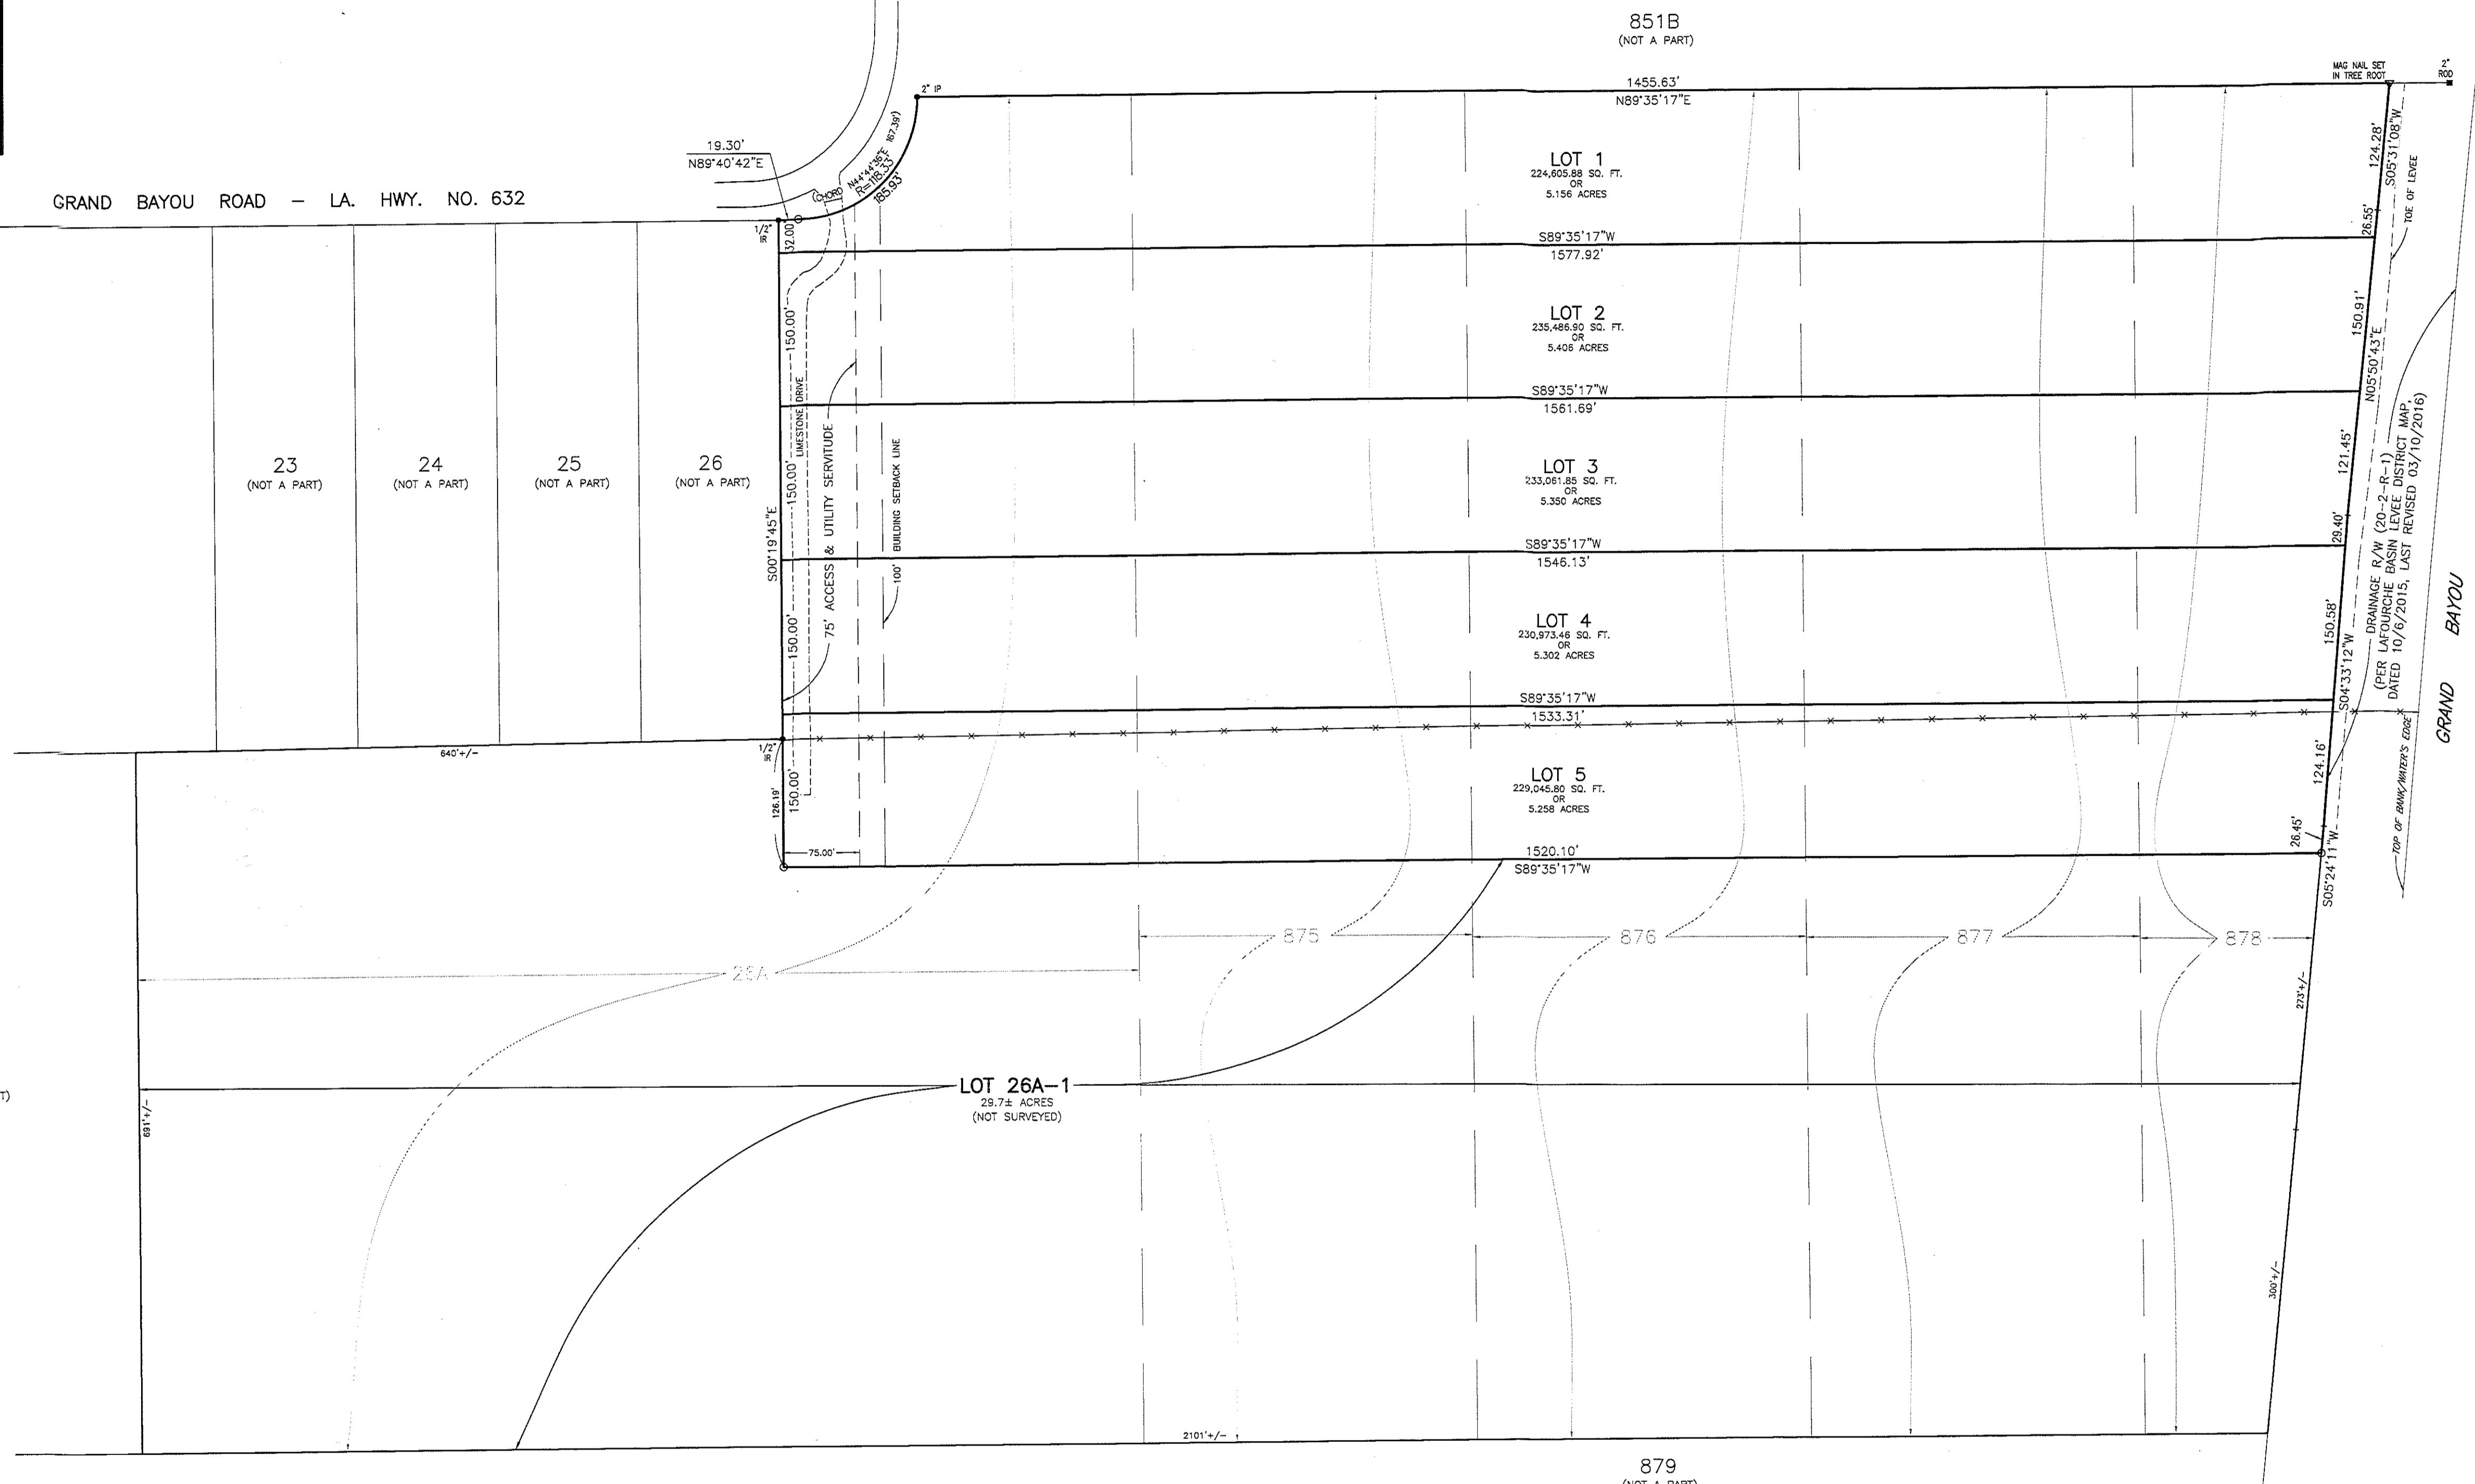 851B
(NOT A PART)
1455.63'
N89°35'17"E
MAG NAIL SET
IN TREE ROOT
2"
ROD
2" IP
19.30'
N89°40'42"E
(CHORD N44°44'36"E 167.39')
R=118.33'
185.93'
GRAND BAYOU ROAD - LA. HWY. NO. 632
1/2"
IR
32.00'
LOT 1
224,605.88 SQ. FT.
OR
5.156 ACRES
124.28'
S05°31'08"W
TOE OF LEVEE
26.55'
S89°35'17"W
1577.92'
150.00'
LOT 2
235,486.90 SQ. FT.
OR
5.406 ACRES
150.91'
N05°50'43"E
S89°35'17"W
1561.69'
LIMESTONE DRIVE
75' ACCESS & UTILITY SERVITUDE
100' BUILDING SETBACK LINE
23
(NOT A PART)
24
(NOT A PART)
25
(NOT A PART)
26
(NOT A PART)
S00°19'45"E
150.00'
LOT 3
233,061.85 SQ. FT.
OR
5.350 ACRES
121.45'
29.40'
DRAINAGE R/W (20-2-R-1)
(PER LAFOURCHE BASIN LEVEE DISTRICT MAP,
DATED 10/6/2015, LAST REVISED 03/10/2016)
S89°35'17"W
1546.13'
150.00'
LOT 4
230,973.46 SQ. FT.
OR
5.302 ACRES
150.58'
S04°33'12"W
GRAND BAYOU
S89°35'17"W
1533.31'
640'+/-
1/2"
IR
126.19'
150.00'
LOT 5
229,045.80 SQ. FT.
OR
5.258 ACRES
124.16'
TOP OF BANK/WATER'S EDGE
26.45'
75.00'
1520.10'
S89°35'17"W
S05°24'11"W
875
876
877
878
26A
273'+/-
LOT 26A-1
29.7± ACRES
(NOT SURVEYED)
T)
691'+/-
300'+/-
2101'+/-
879
(NOT A PART)